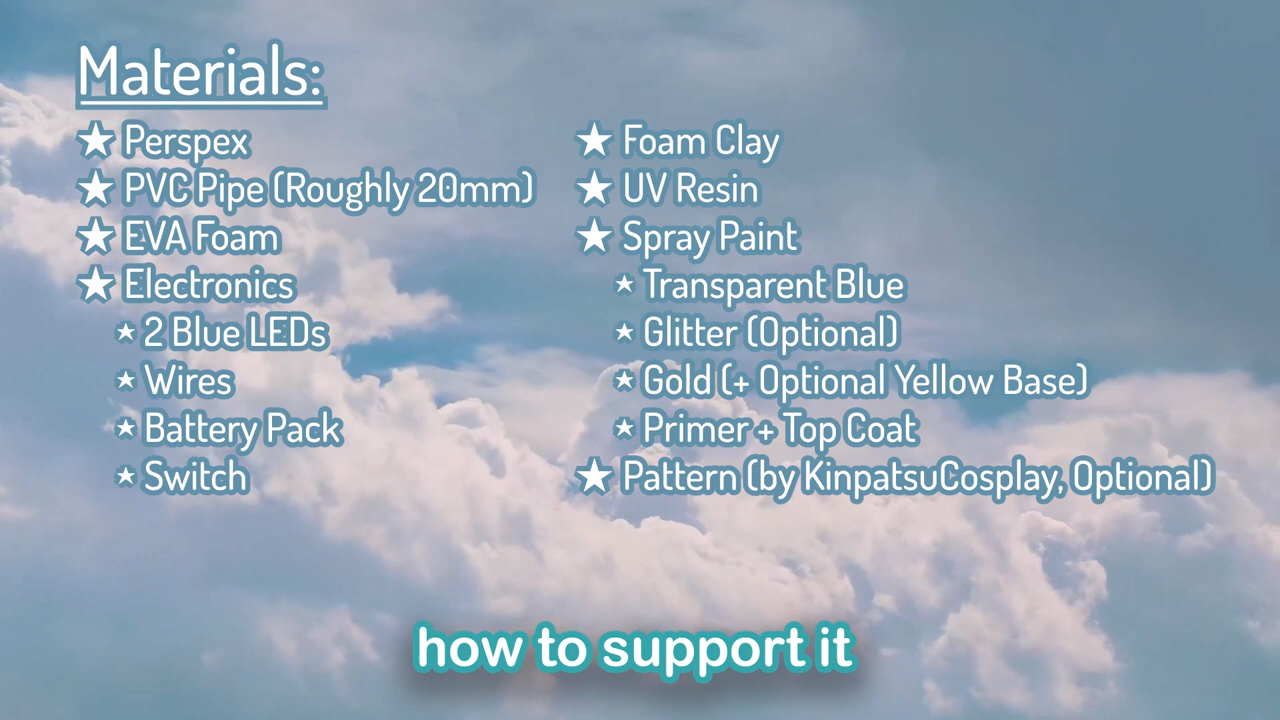 Materials:
★ Perspex
★ PVC Pipe (Roughly 20mm)
★ EVA Foam
★ Electronics
★ 2 Blue LEDs
★ Wires
★ Battery Pack
★ Switch
★ Foam Clay
★ UV Resin
★ Spray Paint
★ Transparent Blue
★ Glitter (Optional)
★ Gold (+ Optional Yellow Base)
★ Primer + Top Coat
★ Pattern (by KinpatsuCosplay, Optional)
how to support it